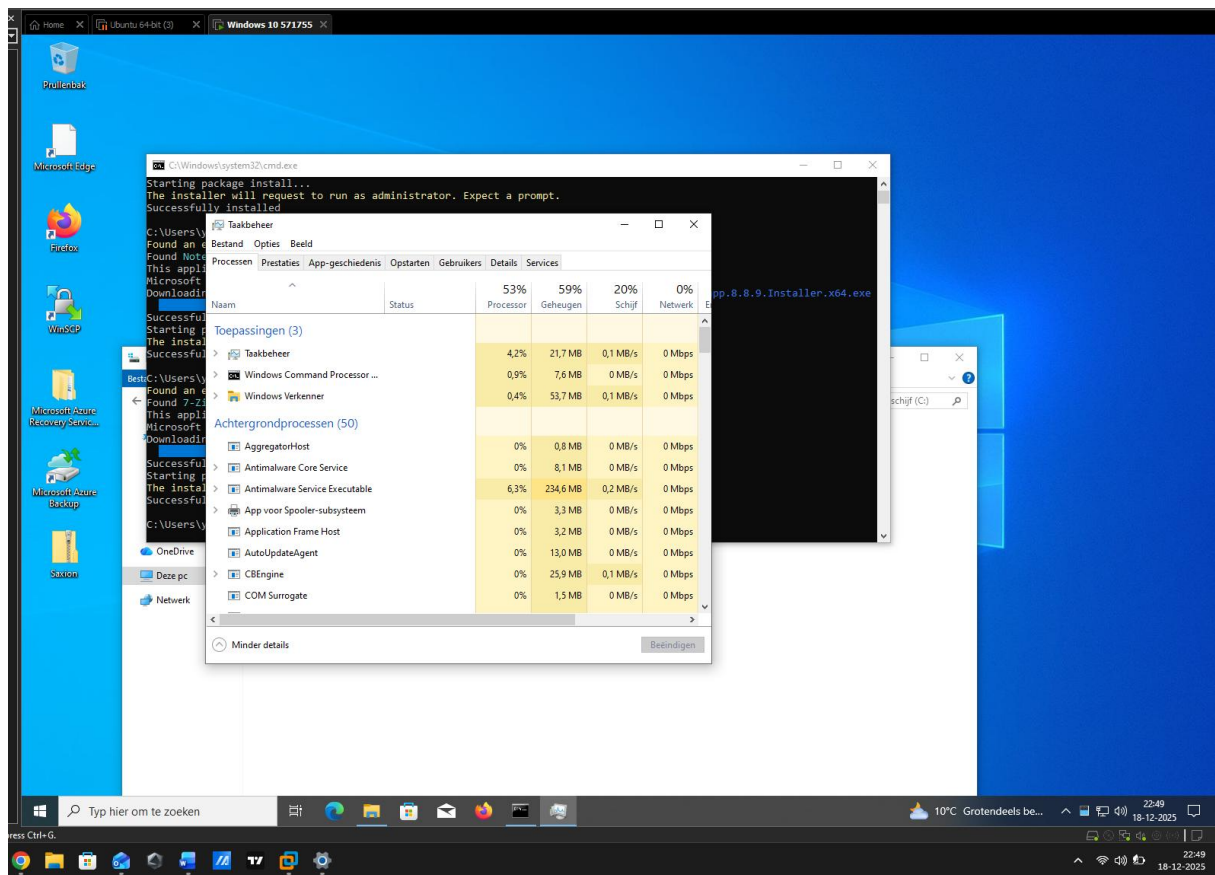 Home
Ubuntu 64-bit (3)
Windows 10 571755
Prullenbak
Microsoft Edge
Firefox
WinSCP
Microsoft Azure
Recovery Servic...
Microsoft Azure
Backup
Saxion
C:\Windows\system32\cmd.exe
Starting package install...
The installer will request to run as administrator. Expect a prompt.
Successfully installed
C:\Users\y
Found an e
Found Note
This appli
Microsoft
Downloadin
pp.8.8.9.Installer.x64.exe
Successful
Starting p
The instal
Successful
C:\Users\y
Found an e
Found 7-Zi
This appli
Microsoft
Downloadin
Successful
Starting p
The instal
Successful
C:\Users\y
Besta
schijf (C:)
OneDrive
Deze pc
Netwerk
Taakbeheer
Bestand Opties Beeld
Processen Prestaties App-geschiedenis Opstarten Gebruikers Details Services
53% 59% 20% 0%
Naam Status Processor Geheugen Schijf Netwerk
Toepassingen (3)
Taakbeheer 4,2% 21,7 MB 0,1 MB/s 0 Mbps
Windows Command Processor ... 0,9% 7,6 MB 0 MB/s 0 Mbps
Windows Verkenner 0,4% 53,7 MB 0,1 MB/s 0 Mbps
Achtergrondprocessen (50)
AggregatorHost 0% 0,8 MB 0 MB/s 0 Mbps
Antimalware Core Service 0% 8,1 MB 0 MB/s 0 Mbps
Antimalware Service Executable 6,3% 234,6 MB 0,2 MB/s 0 Mbps
App voor Spooler-subsysteem 0% 3,3 MB 0 MB/s 0 Mbps
Application Frame Host 0% 3,2 MB 0 MB/s 0 Mbps
AutoUpdateAgent 0% 13,0 MB 0 MB/s 0 Mbps
CBEngine 0% 25,9 MB 0,1 MB/s 0 Mbps
COM Surrogate 0% 1,5 MB 0 MB/s 0 Mbps
Minder details
Beëindigen
Typ hier om te zoeken
10°C Grotendeels be...
22:49
18-12-2025
press Ctrl+G.
22:49
18-12-2025